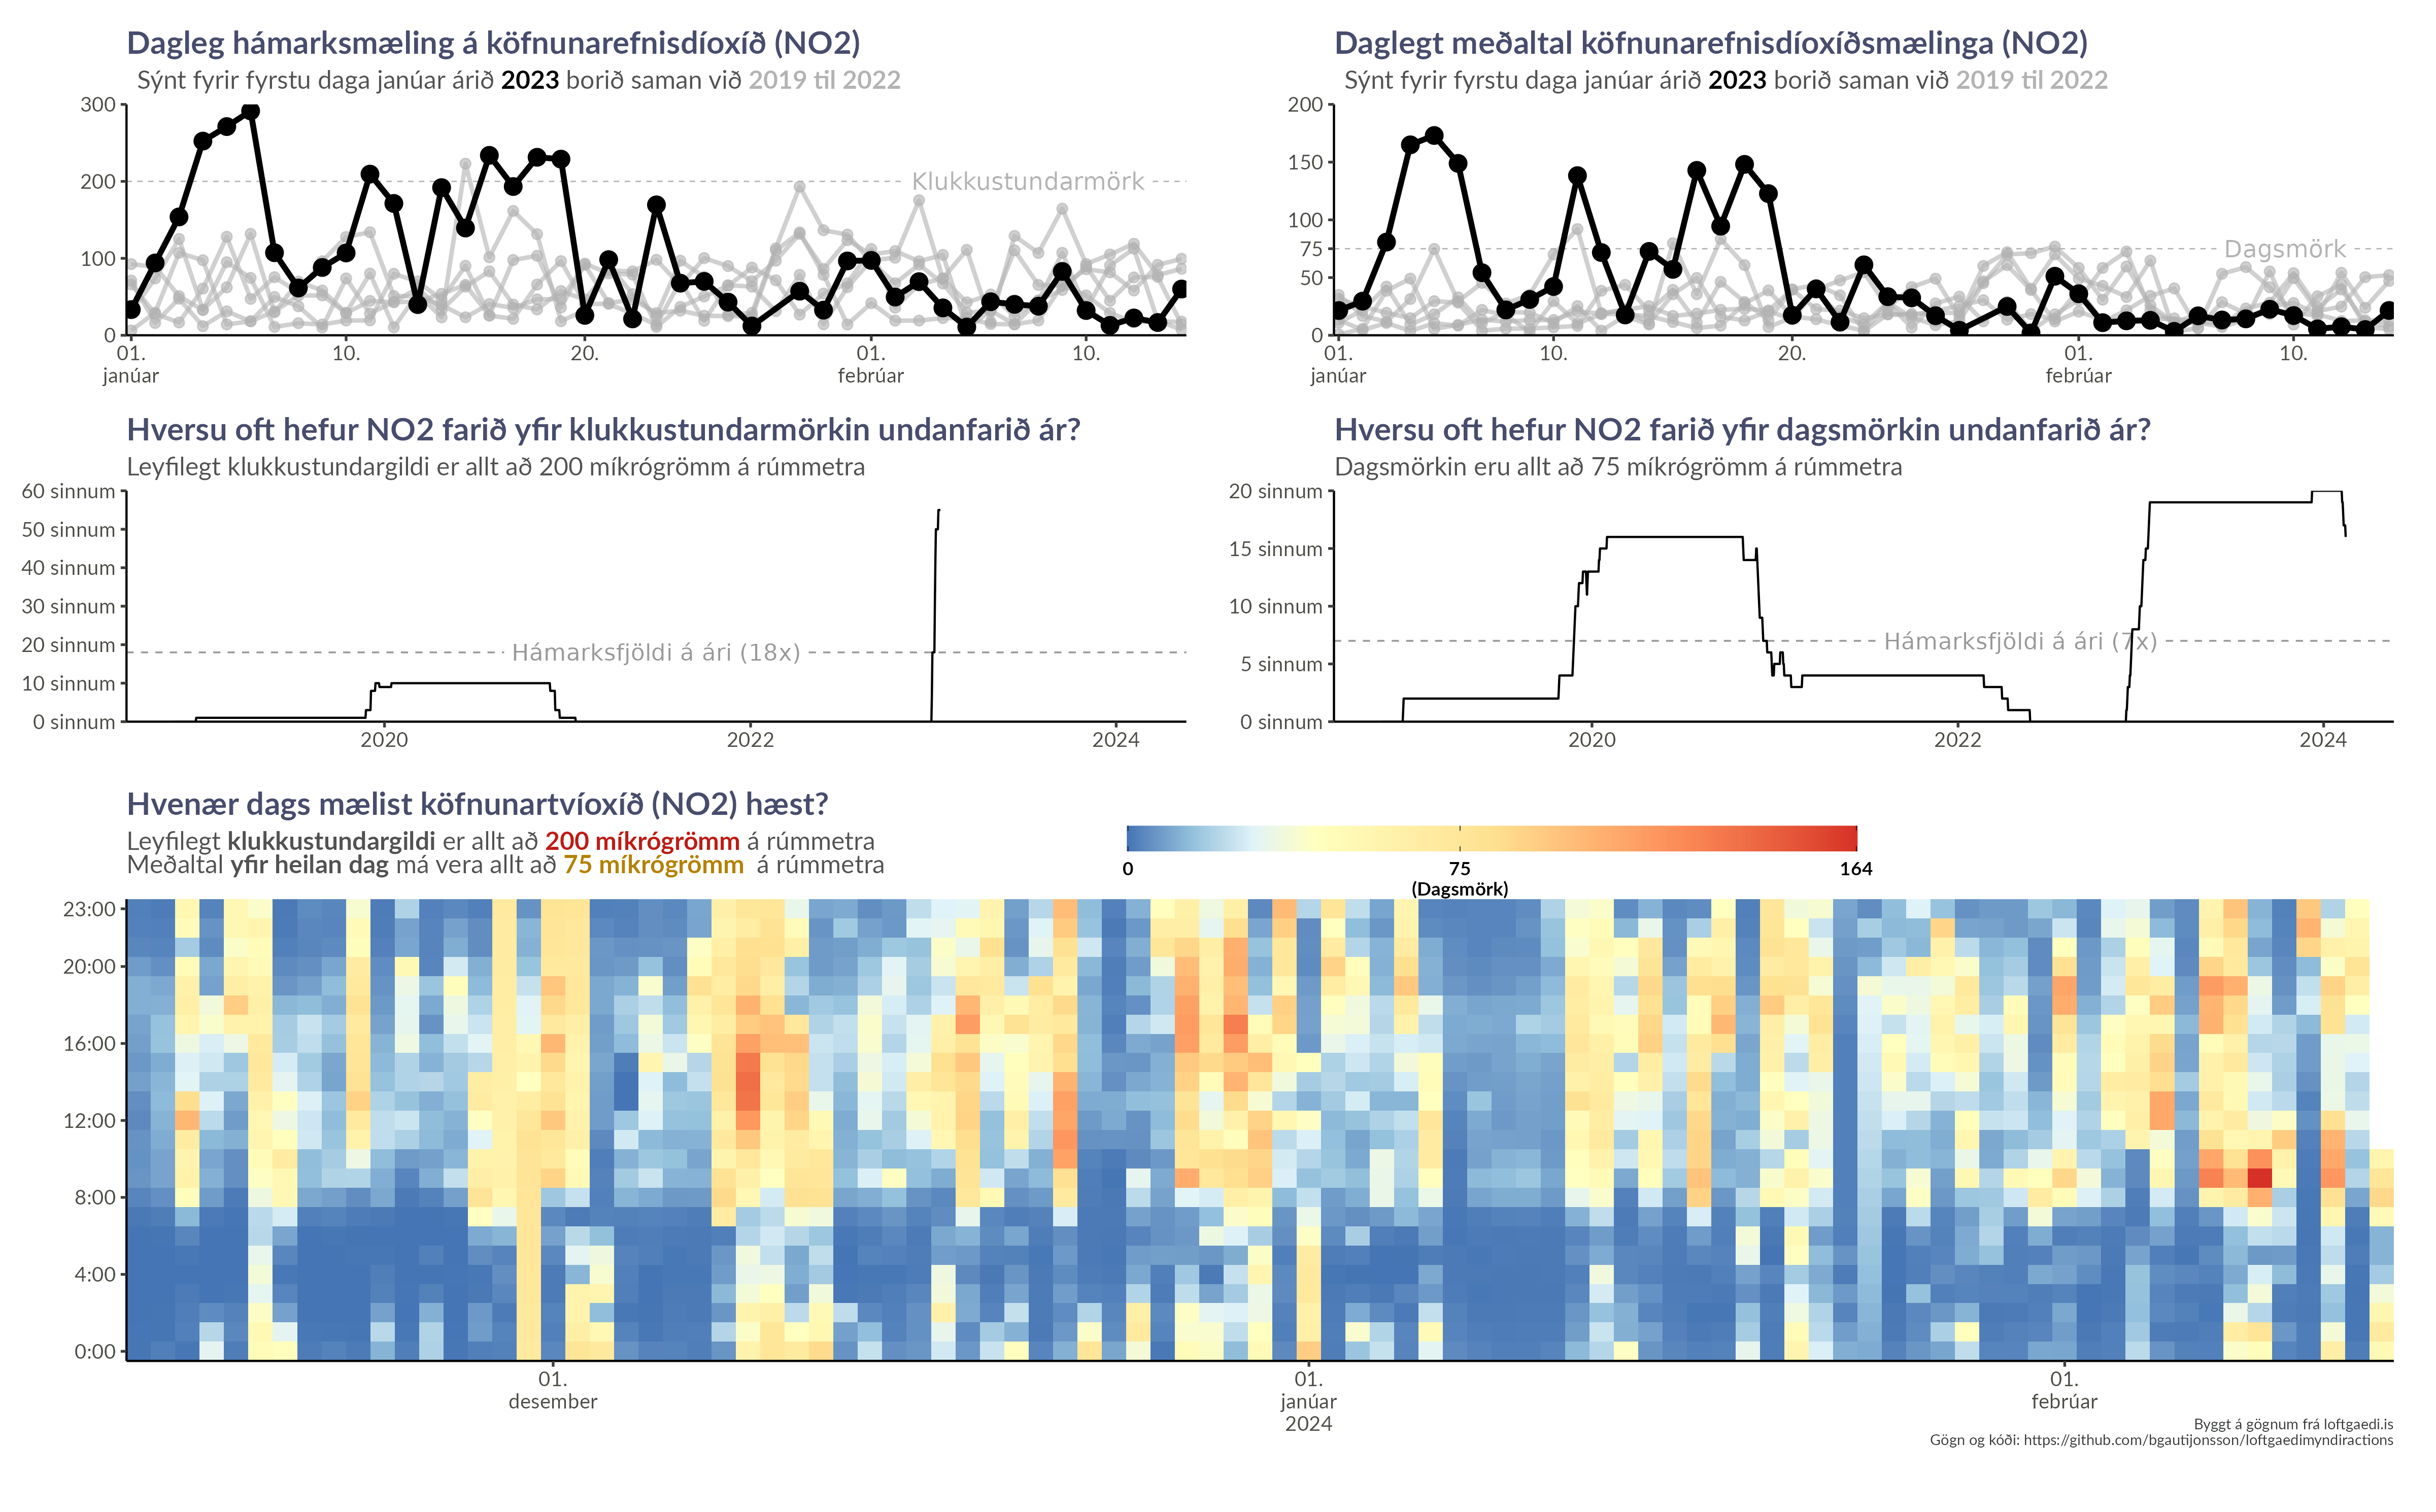 Dagleg hámarksmæling á köfnunarefnisdíoxíð (NO2)
Sýnt fyrir fyrstu daga janúar árið 2023 borið saman við 2019 til 2022
300
200
100
0
Klukkustundarmörk
01.
janúar
10.
20.
01.
febrúar
10.
Daglegt meðaltal köfnunarefnisdíoxíðsmælinga (NO2)
Sýnt fyrir fyrstu daga janúar árið 2023 borið saman við 2019 til 2022
200
150
100
75
50
0
Dagsmörk
01.
janúar
10.
20.
01.
febrúar
10.
Hversu oft hefur NO2 farið yfir klukkustundarmörkin undanfarið ár?
Leyfilegt klukkustundargildi er allt að 200 míkrógrömm á rúmmetra
60 sinnum
50 sinnum
40 sinnum
30 sinnum
20 sinnum
10 sinnum
0 sinnum
Hámarksfjöldi á ári (18x)
2020
2022
2024
Hversu oft hefur NO2 farið yfir dagsmörkin undanfarið ár?
Dagsmörkin eru allt að 75 míkrógrömm á rúmmetra
20 sinnum
15 sinnum
10 sinnum
5 sinnum
0 sinnum
Hámarksfjöldi á ári (7x)
2020
2022
2024
Hvenær dags mælist köfnunartvíoxíð (NO2) hæst?
Leyfilegt klukkustundargildi er allt að 200 míkrógrömm á rúmmetra
Meðaltal yfir heilan dag má vera allt að 75 míkrógrömm á rúmmetra
0
75
(Dagsmörk)
164
23:00
20:00
16:00
12:00
8:00
4:00
0:00
01.
desember
01.
janúar
2024
01.
febrúar
Byggt á gögnum frá loftgaedi.is
Gögn og kóði: https://github.com/bgautijonsson/loftgaedimyndiractions